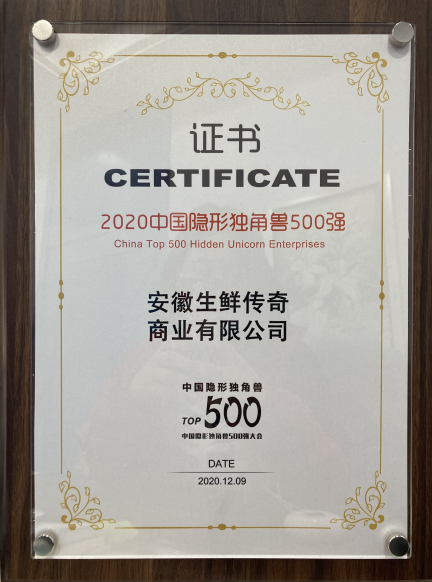 证书
CERTIFICATE
2020中国隐形独角兽500强
China Top 500 Hidden Unicorn Enterprises
安徽生鲜传奇
商业有限公司
中国隐形独角兽
TOP 500
中国隐形独角兽500强大会
DATE
2020.12.09